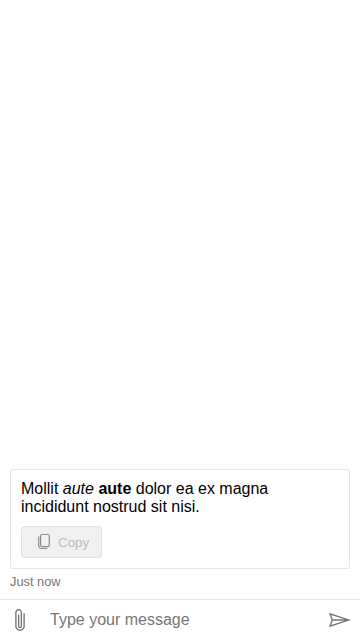 Mollit aute aute dolor ea ex magna
incididunt nostrud sit nisi.
Copy
Just now
Type your message